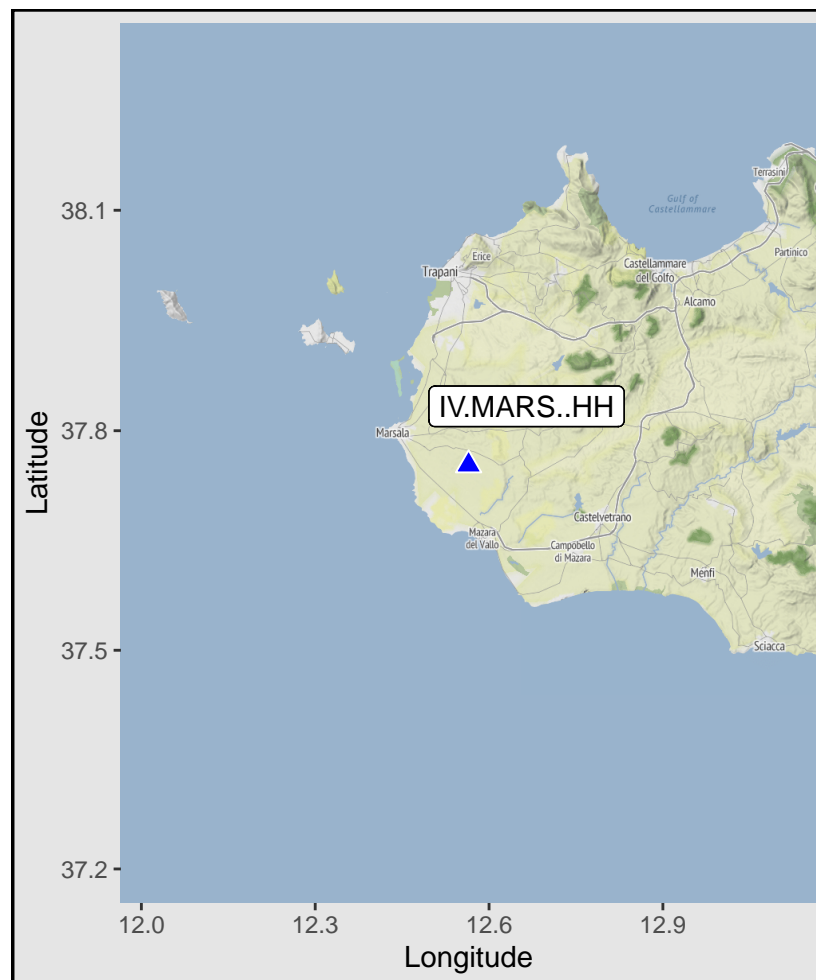 Latitude
38.1
37.8
37.5
37.2
12.0
12.3
12.6
12.9
Longitude
Terrasini
Gulf of
Castellammare
Partinico
Erice
Trapani
Castellammare
del Golfo
Alcamo
IV.MARS..HH
Marsala
Castelvetrano
Mazara
del Vallo
Campobello
di Mazara
Menfi
Sciacca